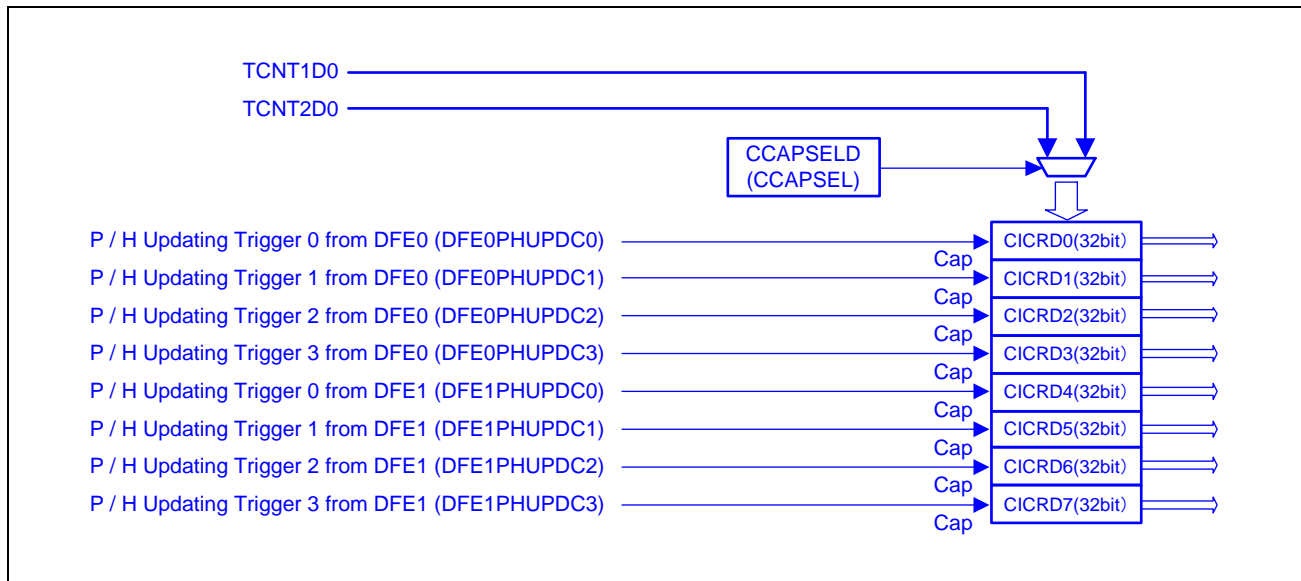 TCNT1D0
TCNT2D0
CCAPSELD
(CCAPSEL)
P / H Updating Trigger 0 from DFE0 (DFE0PHUPDC0)
Cap
CICRD0(32bit）
P / H Updating Trigger 1 from DFE0 (DFE0PHUPDC1)
Cap
CICRD1(32bit）
P / H Updating Trigger 2 from DFE0 (DFE0PHUPDC2)
Cap
CICRD2(32bit）
P / H Updating Trigger 3 from DFE0 (DFE0PHUPDC3)
Cap
CICRD3(32bit）
P / H Updating Trigger 0 from DFE1 (DFE1PHUPDC0)
Cap
CICRD4(32bit）
P / H Updating Trigger 1 from DFE1 (DFE1PHUPDC1)
Cap
CICRD5(32bit）
P / H Updating Trigger 2 from DFE1 (DFE1PHUPDC2)
Cap
CICRD6(32bit）
P / H Updating Trigger 3 from DFE1 (DFE1PHUPDC3)
Cap
CICRD7(32bit）